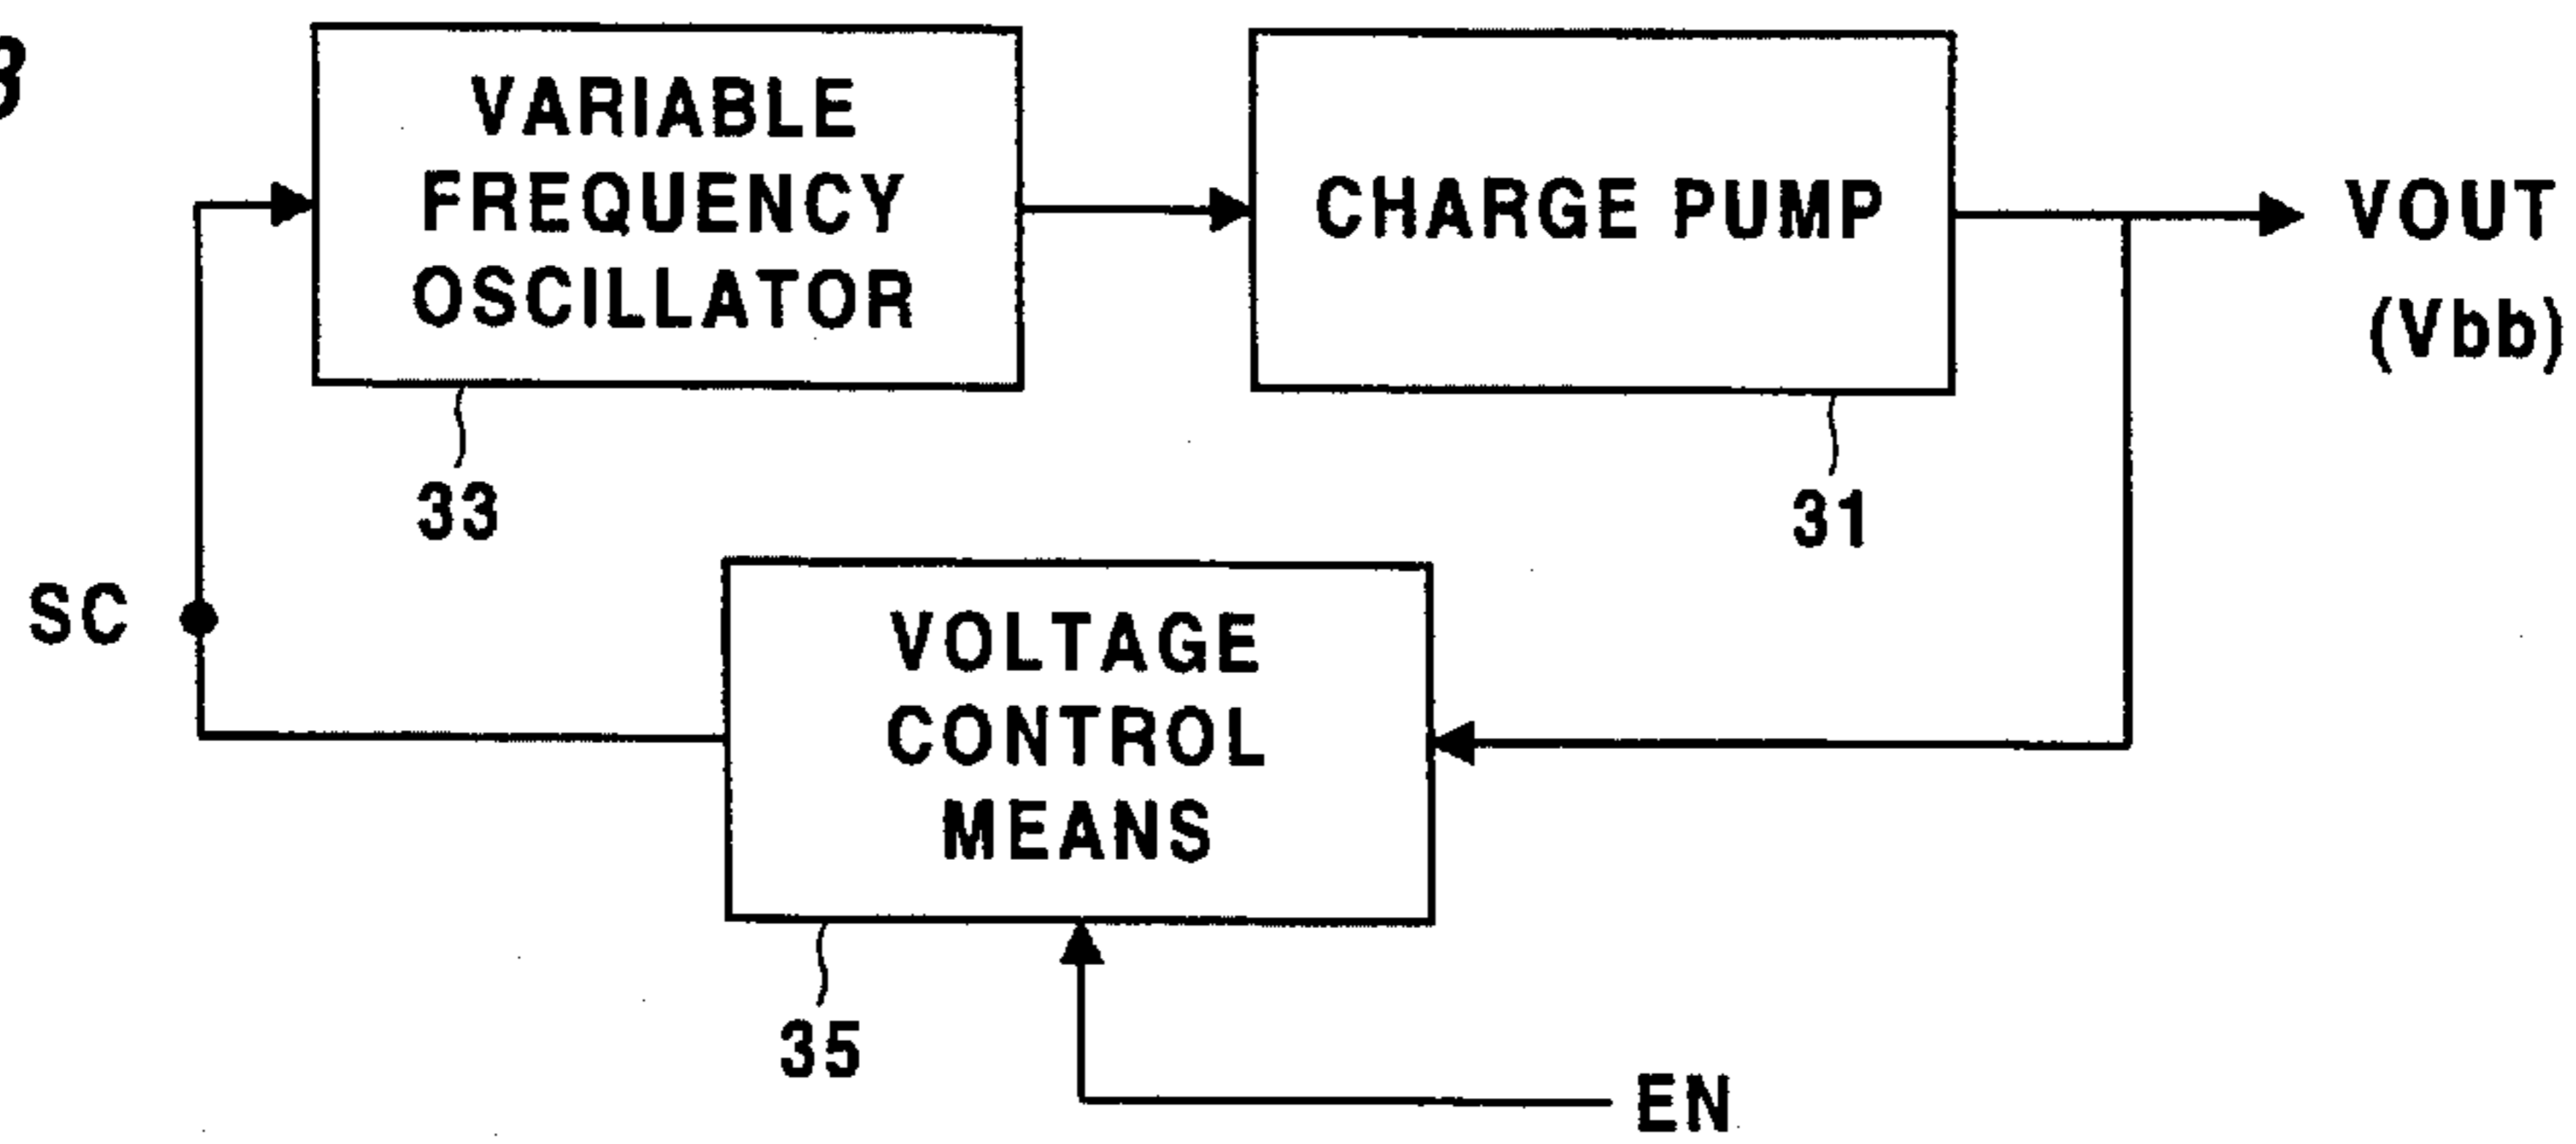 VARIABLE
FREQUENCY
OSCILLATOR
CHARGE PUMP
VOUT
(Vbb)
33
31
SC
VOLTAGE
CONTROL
MEANS
35
EN